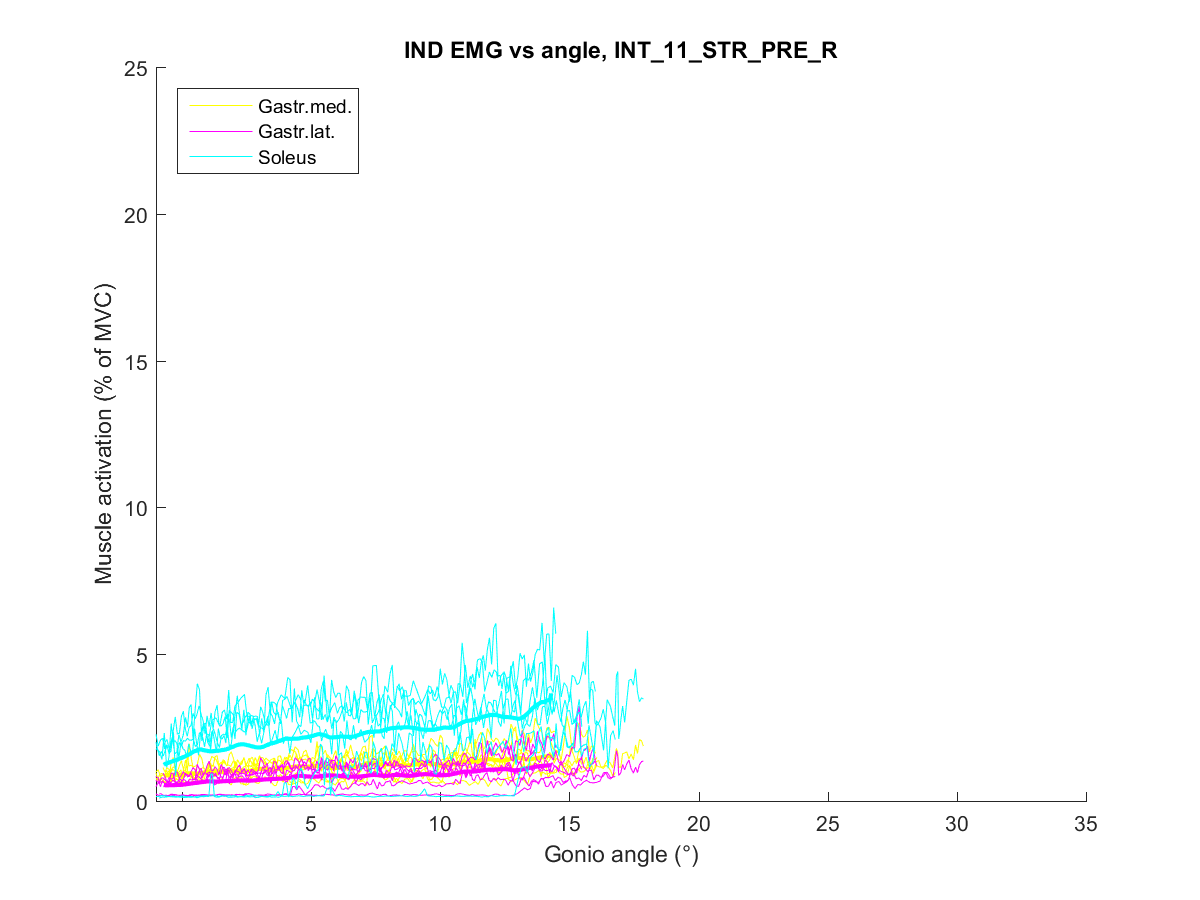 IND EMG vs angle, INT_11_STR_PRE_R
25
20
15
10
5
0
Gastr.med.
Gastr.lat.
Soleus
Muscle activation (% of MVC)
0 5 10 15 20 25 30 35
Gonio angle (°)